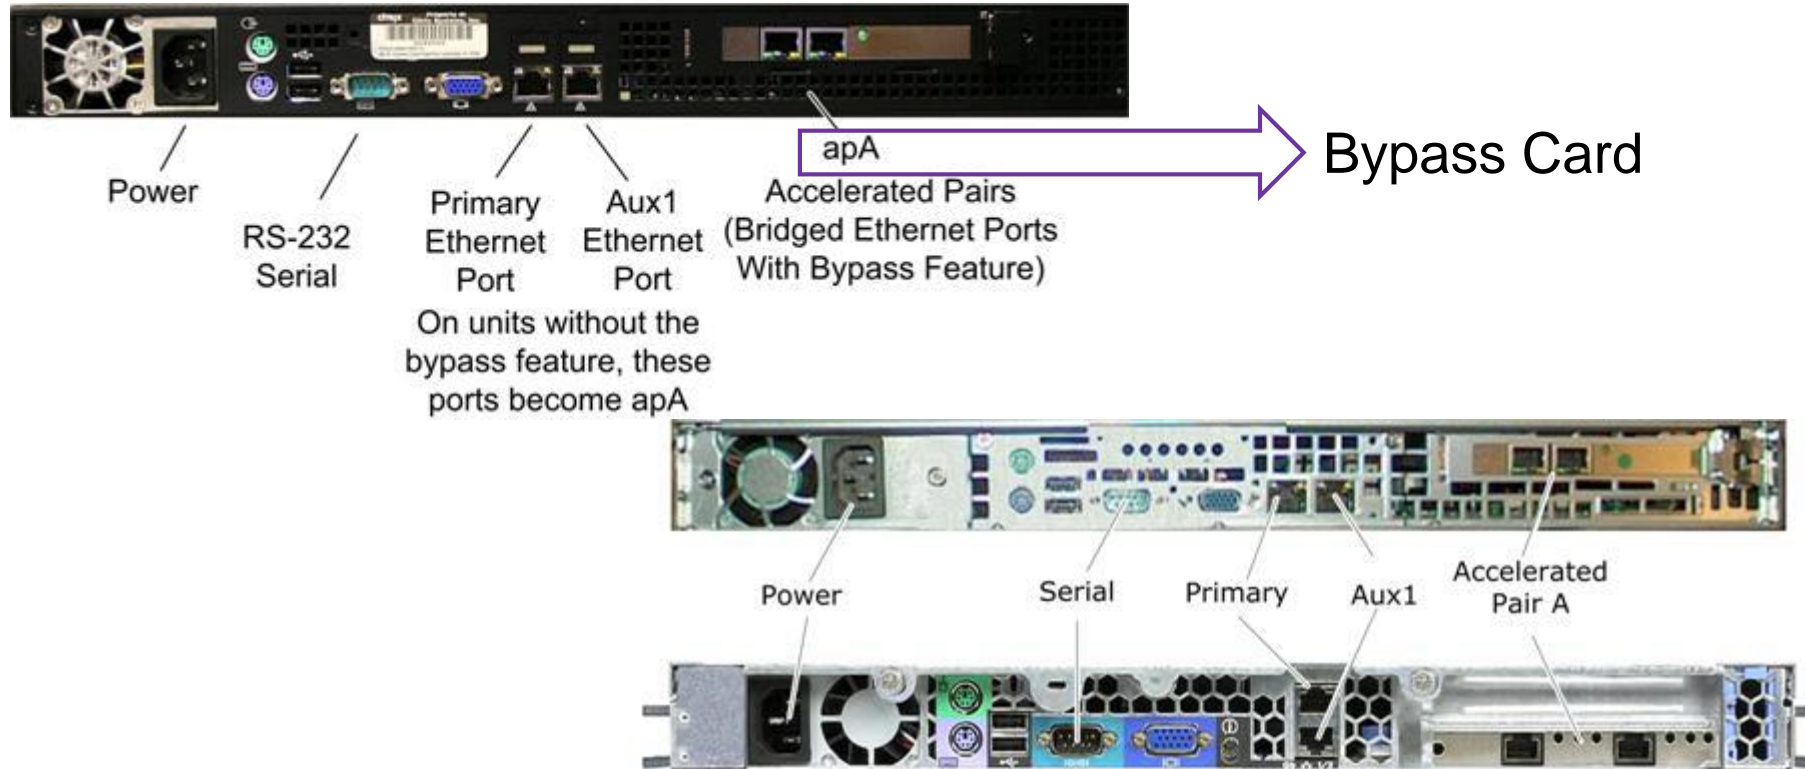 citrix
Power
RS-232
Serial
Primary
Ethernet
Port
Aux1
Ethernet
Port
On units without the
bypass feature, these
ports become apA
apA
Accelerated Pairs
(Bridged Ethernet Ports
With Bypass Feature)
Bypass Card
Power
Serial
Primary
Aux1
Accelerated
Pair A